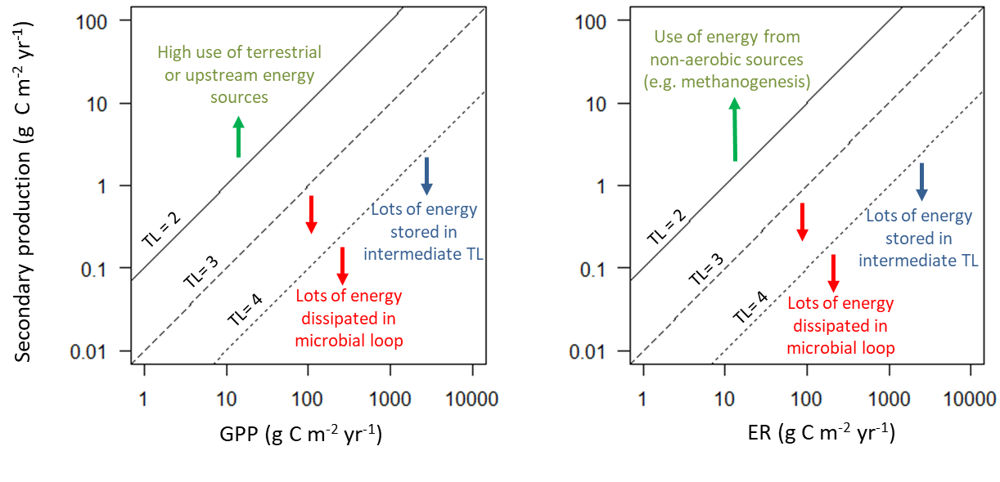 Secondary production (g C m-2 yr-1)
100
10
1
0.1
0.01
High use of terrestrial
or upstream energy
sources
TL = 2
TL= 3
TL= 4
Lots of energy
stored in
intermediate TL
Lots of energy
dissipated in
microbial loop
1
10
100
1000
10000
GPP (g C m-2 yr-1)
100
10
1
0.1
0.01
Use of energy from
non-aerobic sources
(e.g. methanogenesis)
TL = 2
TL= 3
TL= 4
Lots of energy
stored in
intermediate TL
Lots of energy
dissipated in
microbial loop
1
10
100
1000
10000
ER (g C m-2 yr-1)